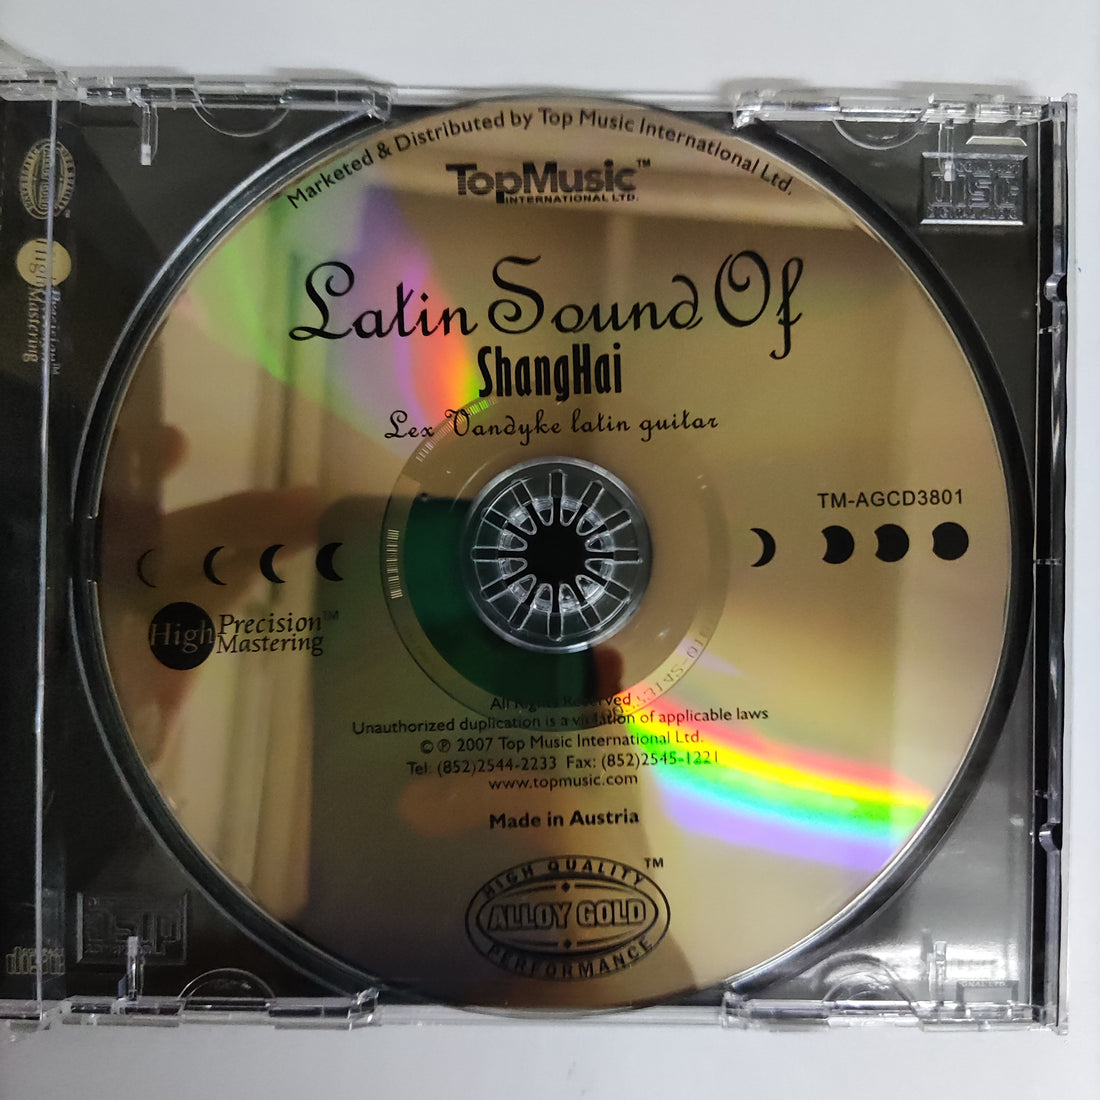 Marketed & Distributed by Top Music International Ltd.
TopMusic™
INTERNATIONAL LTD.
Latin Sound Of
ShangHai
Lex Vandyke latin guitar
TM-AGCD3801
High Precision™
Mastering
All Rights Reserved
Unauthorized duplication is a violation of applicable laws
© ℗ 2007 Top Music International Ltd.
Tel: (852)2544-2233 Fax: (852)2545-1221
www.topmusic.com
Made in Austria
HIGH QUALITY™
ALLOY GOLD
PERFORMANCE
High Precision™
Mastering
disc